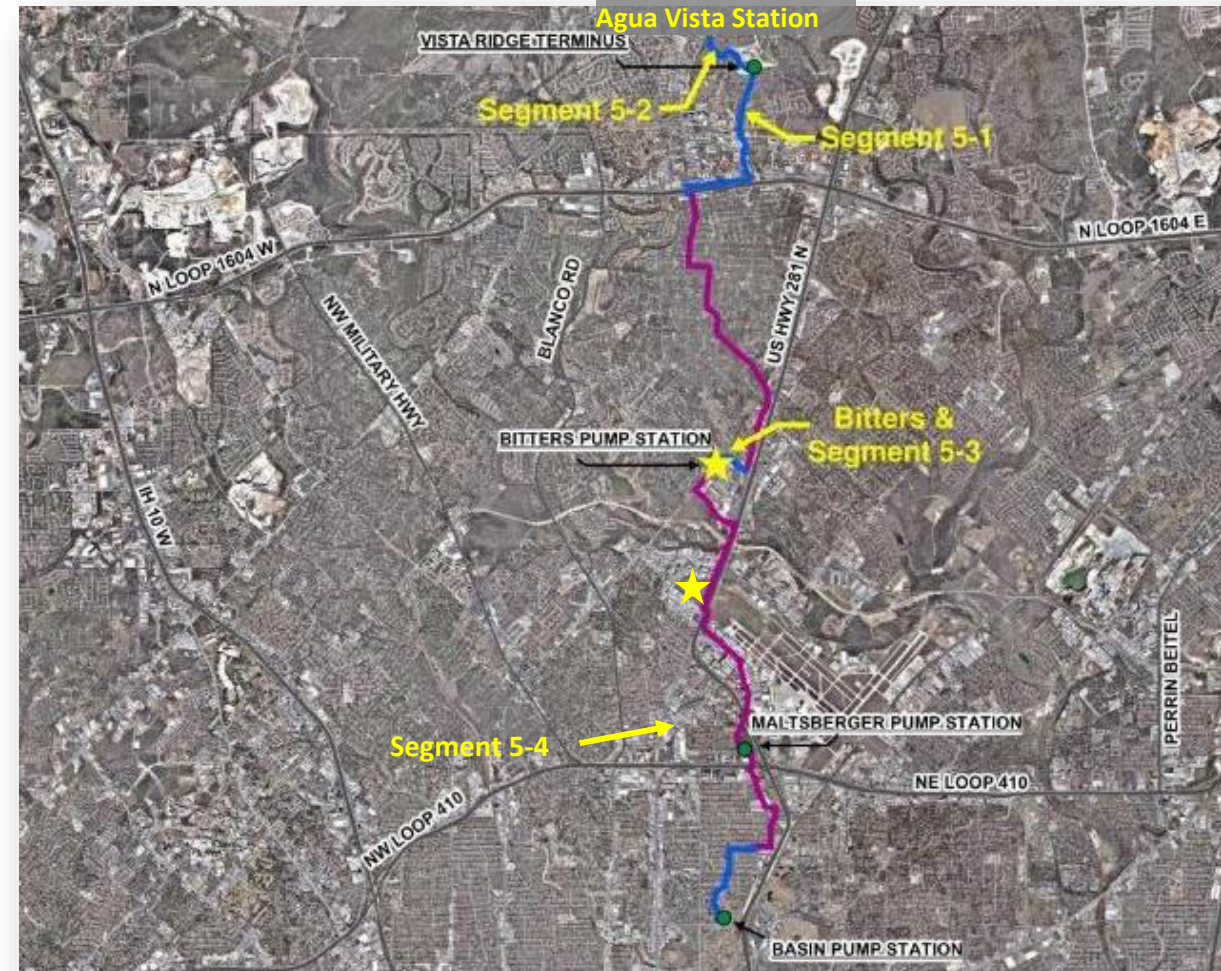 Agua Vista Station
VISTA RIDGE TERMINUS
Segment 5-2
Segment 5-1
N LOOP 1604 W
N LOOP 1604 E
BLANCO RD
US HWY 281 N
NW MILITARY HWY
Bitters &
Segment 5-3
BITTERS PUMP STATION
IH 10 W
PERRIN BEITEL
MALTSBERGER PUMP STATION
Segment 5-4
NE LOOP 410
NW LOOP 410
BASIN PUMP STATION